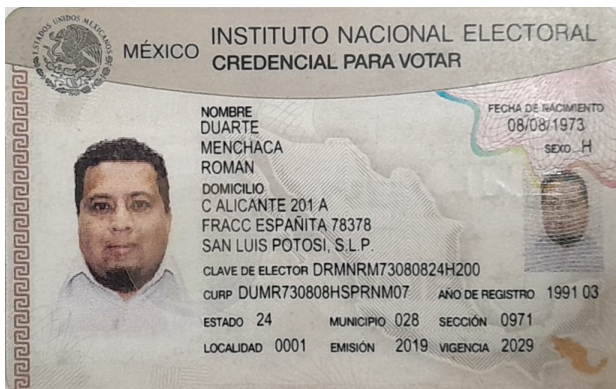 ESTADOS UNIDOS MEXICANOS
MÉXICO INSTITUTO NACIONAL ELECTORAL
CREDENCIAL PARA VOTAR
NOMBRE
DUARTE
MENCHACA
ROMAN
FECHA DE NACIMIENTO
08/08/1973
SEXO H
DOMICILIO
C ALICANTE 201 A
FRACC ESPAÑITA 78378
SAN LUIS POTOSI, S.L.P.
CLAVE DE ELECTOR DRMNRM73080824H200
CURP DUMR730808HSPRNM07 AÑO DE REGISTRO 1991 03
ESTADO 24 MUNICIPIO 028 SECCIÓN 0971
LOCALIDAD 0001 EMISIÓN 2019 VIGENCIA 2029